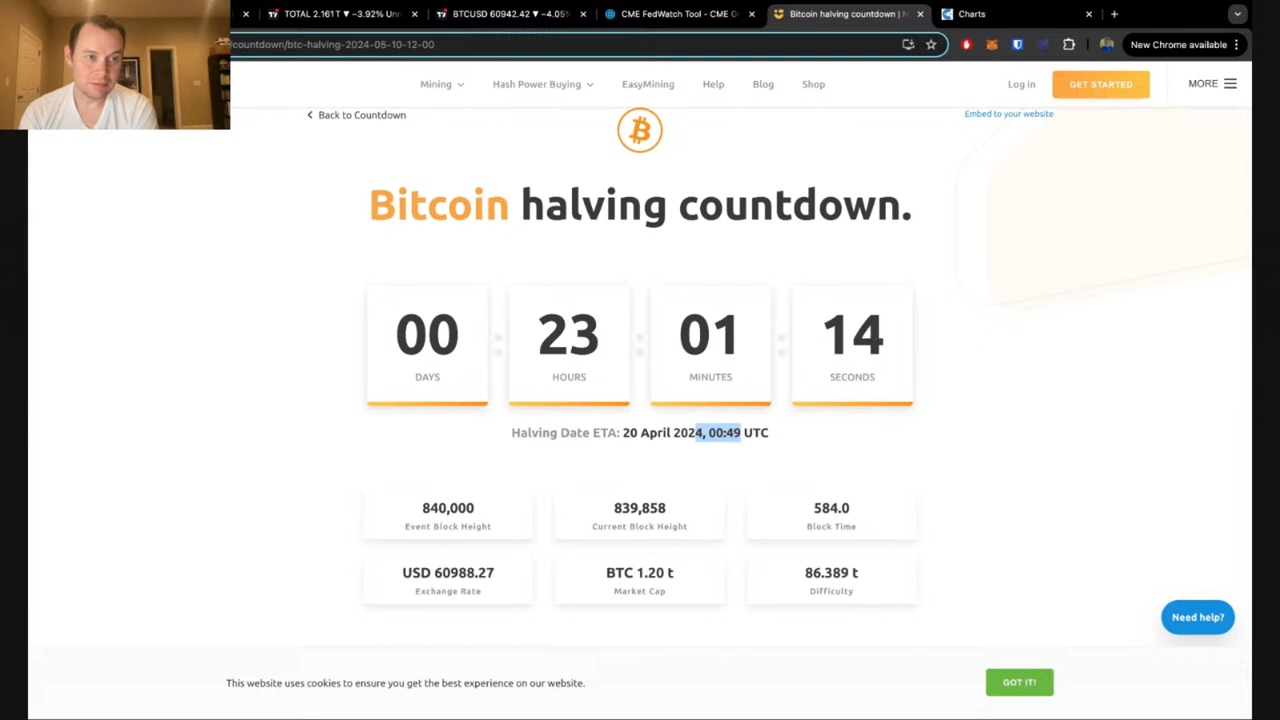 TOTAL 2.161T ▼ −3.92% Unn
BTCUSD 60942.42 ▼ −4.05%
CME FedWatch Tool - CME G
Bitcoin halving countdown | N
Charts
/countdown/btc-halving-2024-05-10-12-00
New Chrome available
Mining
Hash Power Buying
EasyMining
Help
Blog
Shop
Log in
GET STARTED
MORE
Back to Countdown
Embed to your website
Bitcoin halving countdown.
00
23
01
14
DAYS
HOURS
MINUTES
SECONDS
Halving Date ETA: 20 April 2024, 00:49 UTC
840,000
839,858
584.0
Event Block Height
Current Block Height
Block Time
USD 60988.27
BTC 1.20 t
86.389 t
Exchange Rate
Market Cap
Difficulty
Need help?
This website uses cookies to ensure you get the best experience on our website.
GOT IT!